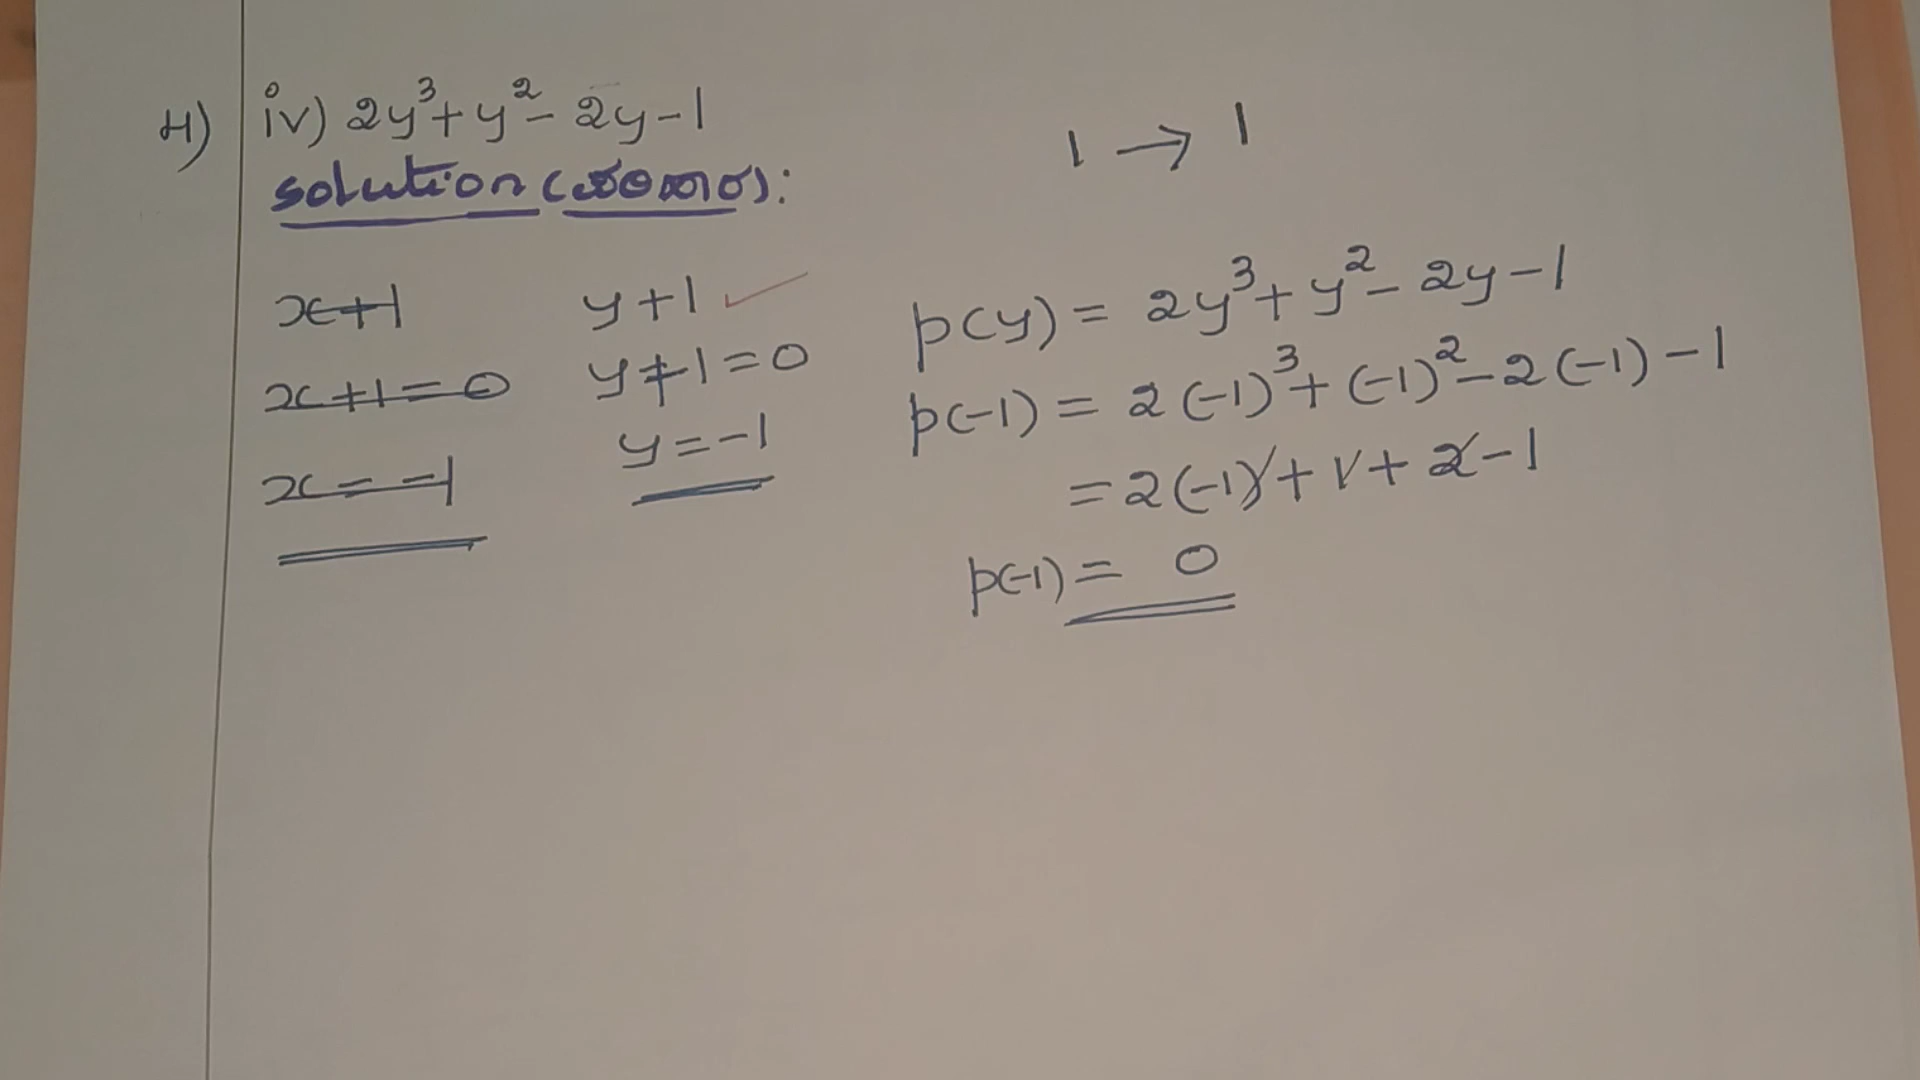 4) iv) 2y³+y²-2y-1
solution (ಪರಿಹಾರ):
1 → 1
x+1
x+1=0
x=-1
y+1 ✓
y+1=0
y=-1
p(y) = 2y³+y²-2y-1
p(-1) = 2(-1)³+(-1)²-2(-1)-1
=2(-1)+1+2-1
p(-1)= 0